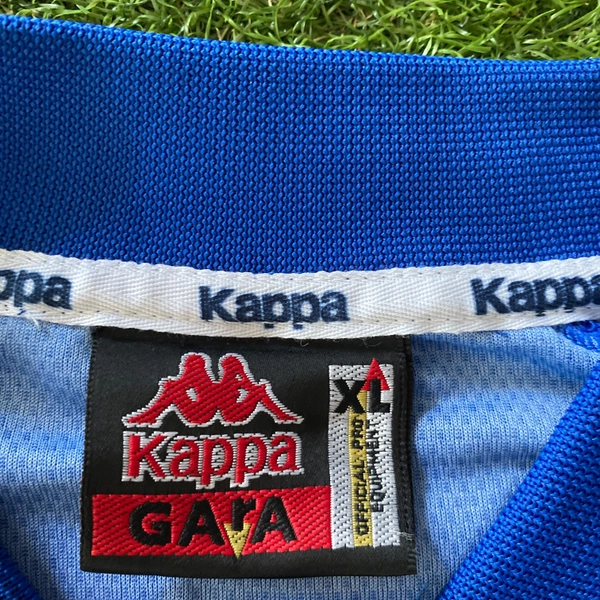 Kappa Kappa Kappa
Kappa
GArA
XL
OFFICIAL PRO
EQUIPMENT